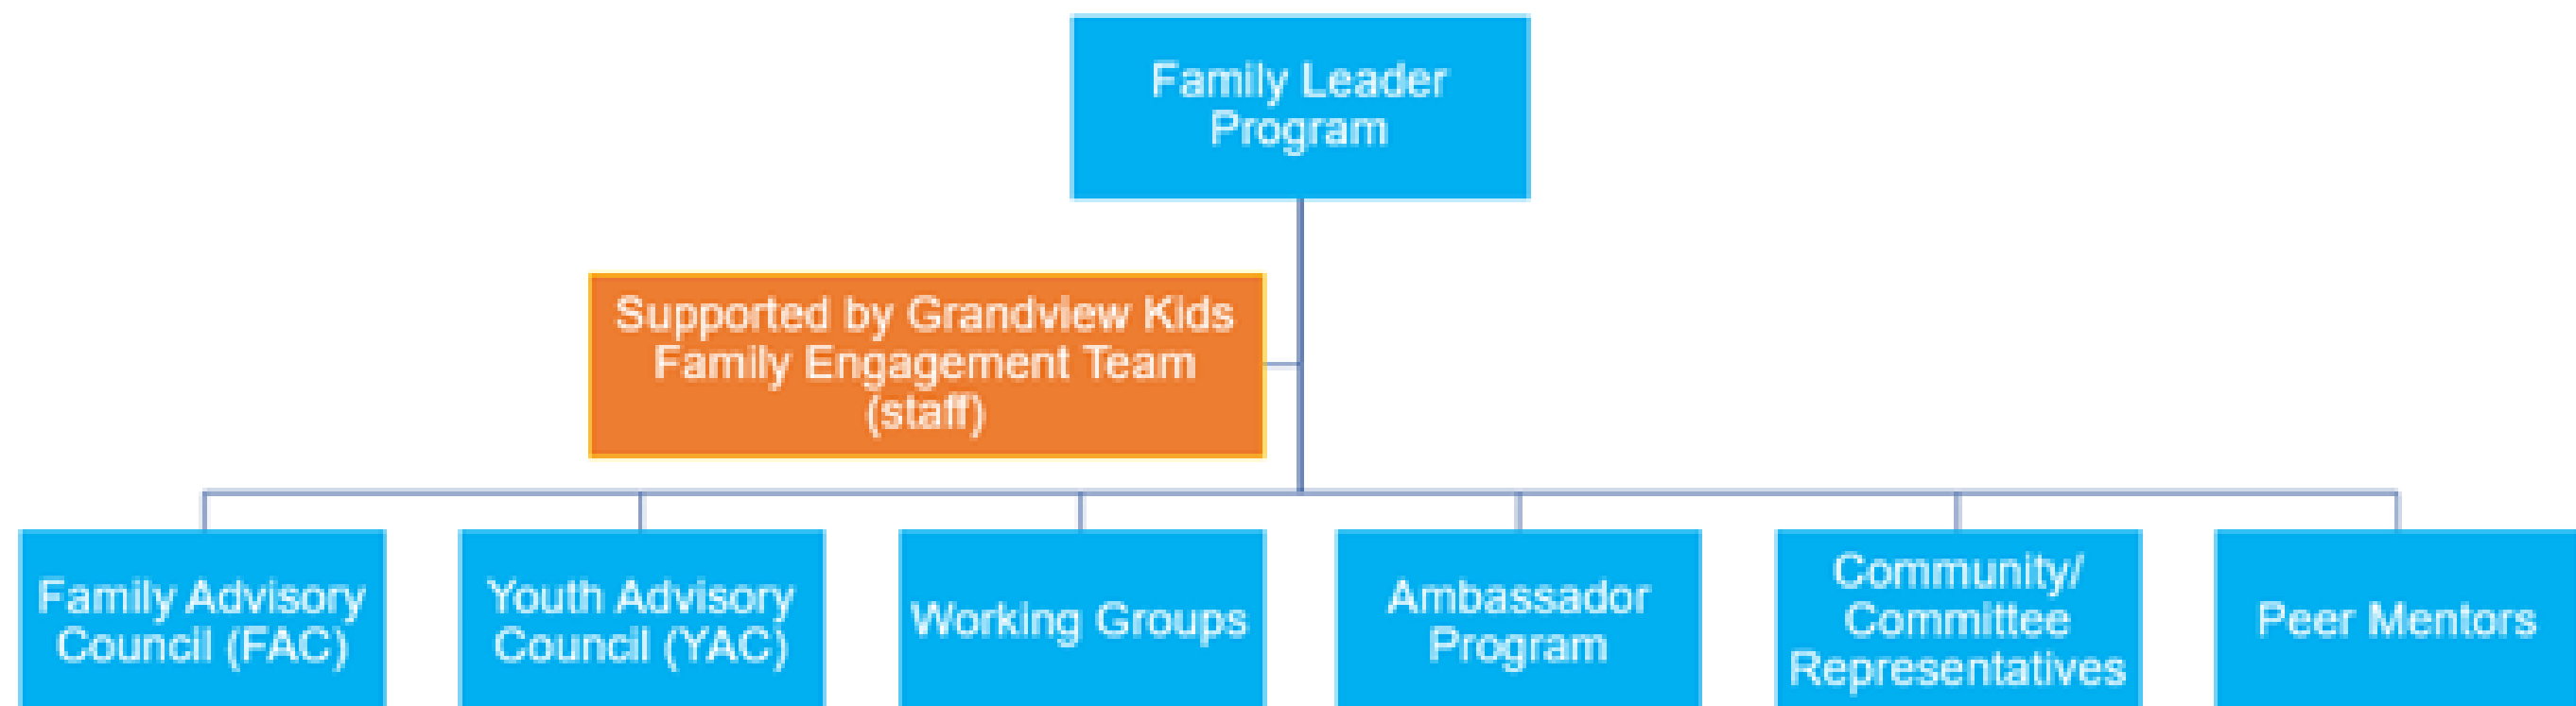 Family Leader
Program
Supported by Grandview Kids
Family Engagement Team
(staff)
Family Advisory
Council (FAC)
Youth Advisory
Council (YAC)
Working Groups
Ambassador
Program
Community/
Committee
Representatives
Peer Mentors